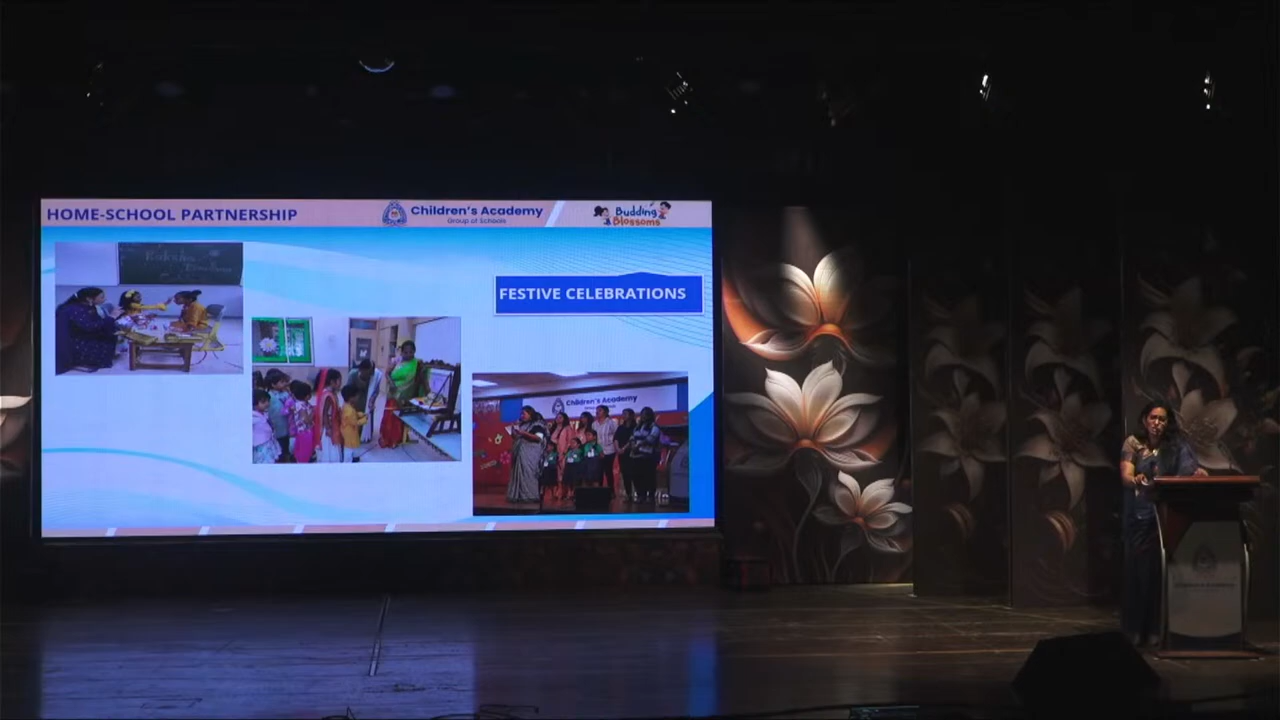 HOME-SCHOOL PARTNERSHIP
Children's Academy
Group of Schools
Budding
Blossoms
FESTIVE CELEBRATIONS
Children's Academy